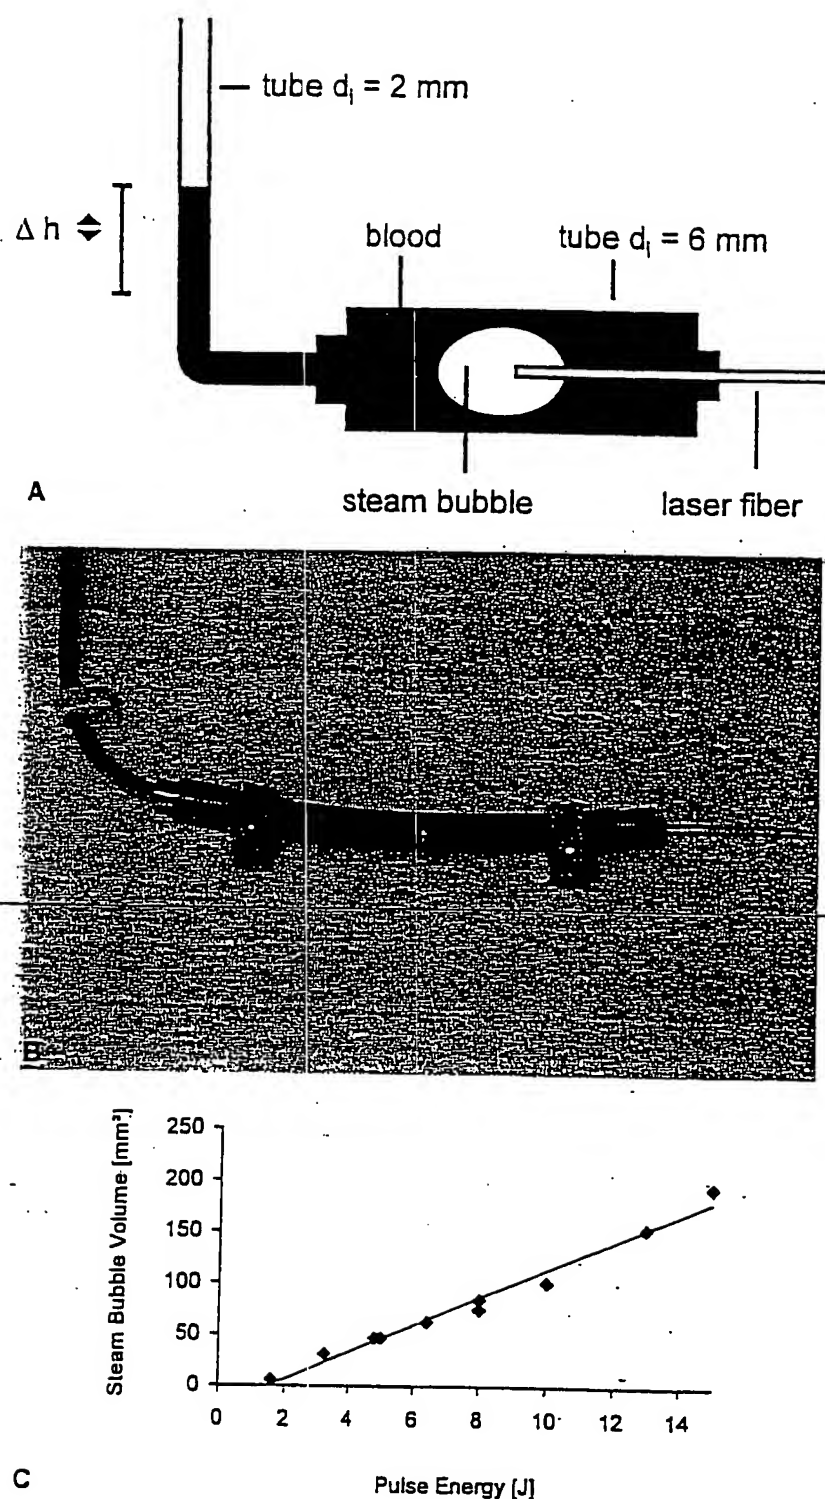 tube di = 2 mm
Δ h
blood
tube di = 6 mm
A
steam bubble
laser fiber
B
Steam Bubble Volume [mm³]
250
200
150
100
50
0
0 2 4 6 8 10 12 14
C
Pulse Energy [J]